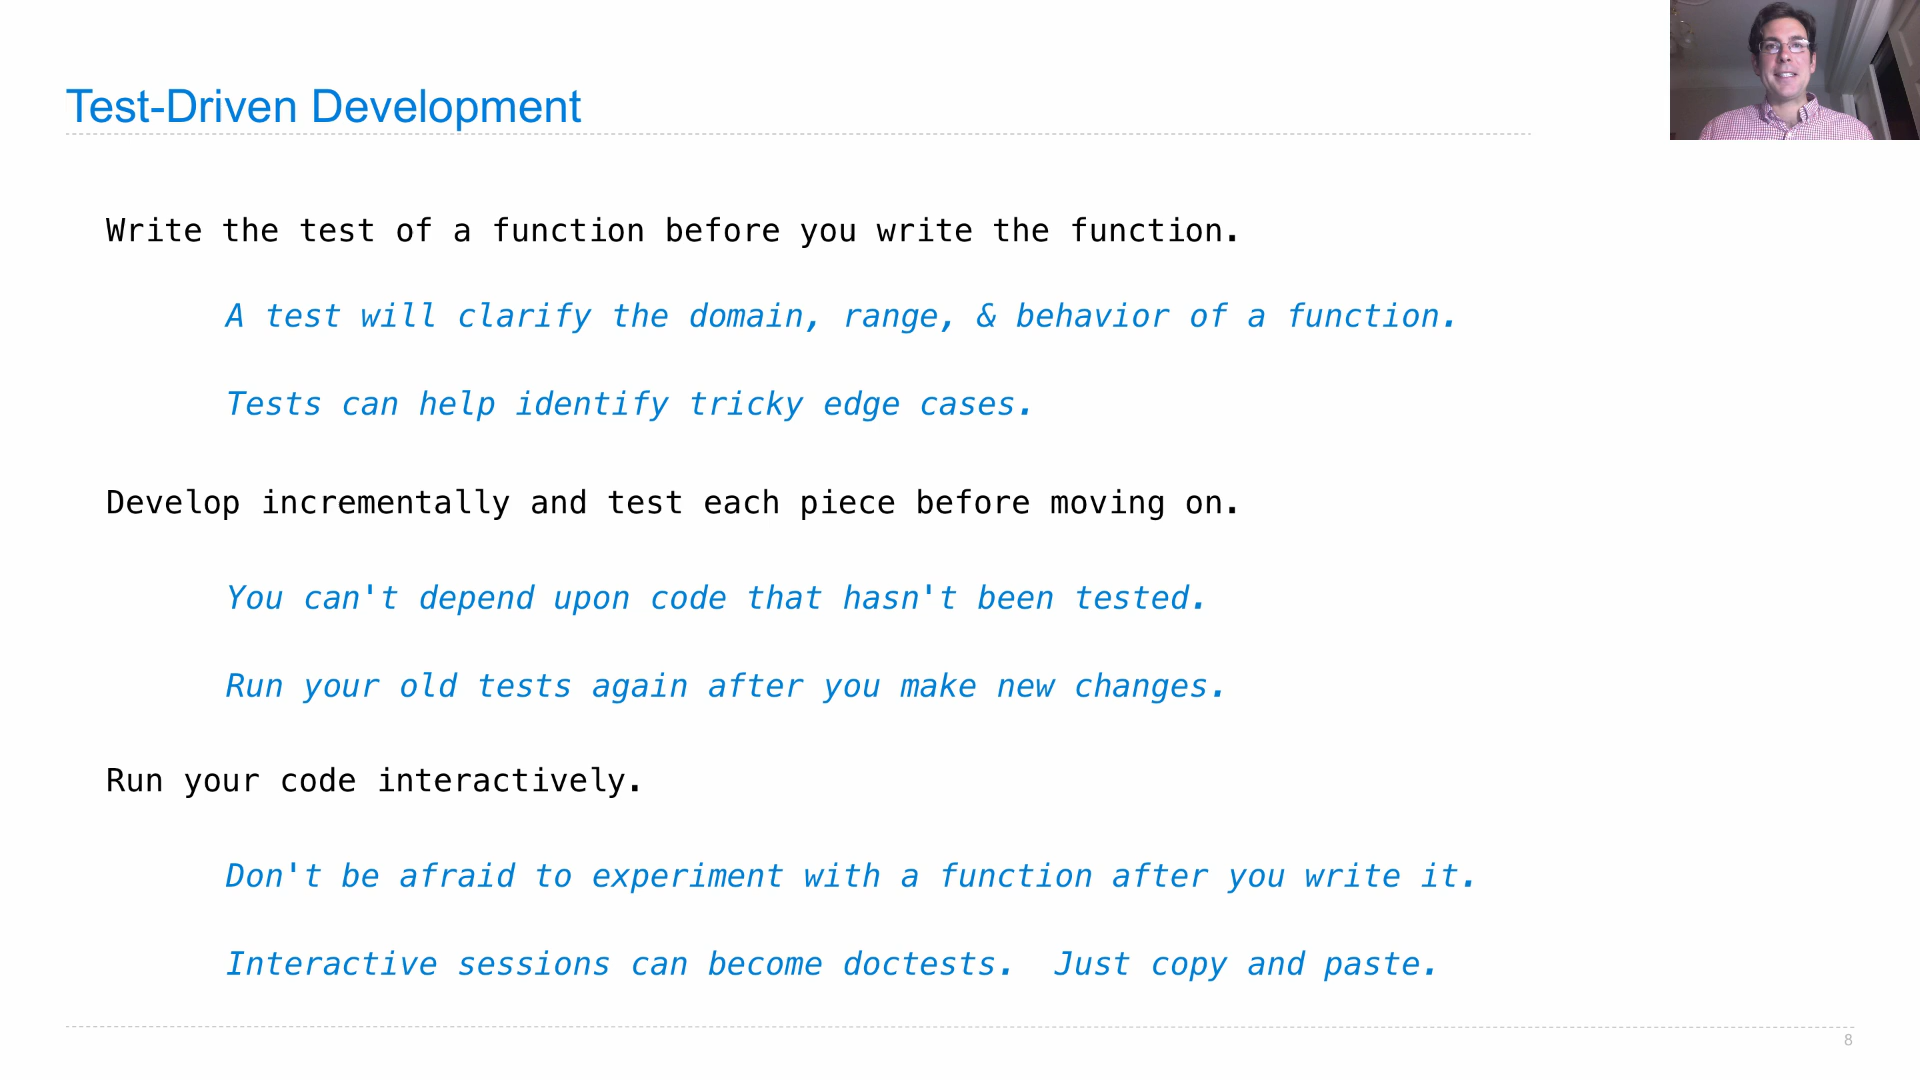 Test-Driven Development
Write the test of a function before you write the function.
A test will clarify the domain, range, & behavior of a function.
Tests can help identify tricky edge cases.
Develop incrementally and test each piece before moving on.
You can't depend upon code that hasn't been tested.
Run your old tests again after you make new changes.
Run your code interactively.
Don't be afraid to experiment with a function after you write it.
Interactive sessions can become doctests.  Just copy and paste.
8